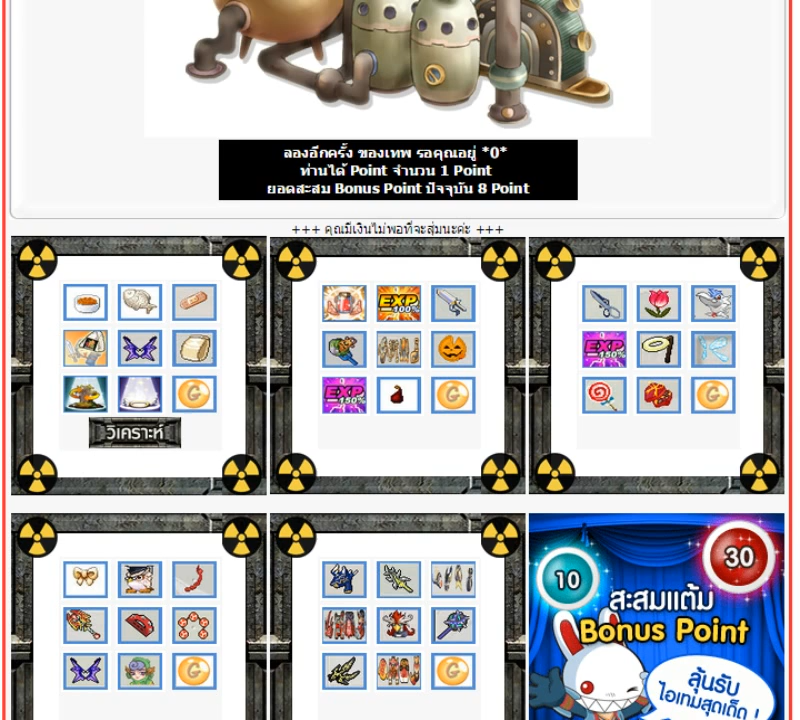 ลองอีกครั้ง ของเทพ รอคุณอยู่ *0*
ท่านได้ Point จำนวน 1 Point
ยอดสะสม Bonus Point ปัจจุบัน 8 Point
+++ คุณมีเงินไม่พอที่จะสุ่มนะค่ะ +++
EXP
100%
EXP
150%
EXP
150%
G
G
G
วิเคราะห์
G
G
10
30
สะสมแต้ม
Bonus Point
ลุ้นรับ
ไอเทมสุดเด็ด !